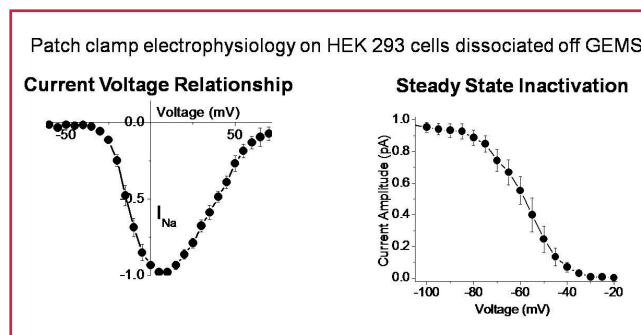 Patch clamp electrophysiology on HEK 293 cells dissociated off GEMS
Current Voltage Relationship
Voltage (mV)
-50
0.0
50
-0.5
-1.0
I Na
Steady State Inactivation
Current Amplitude (pA)
1.0
0.8
0.6
0.4
0.2
0.0
-100 -80 -60 -40 -20
Voltage (mV)